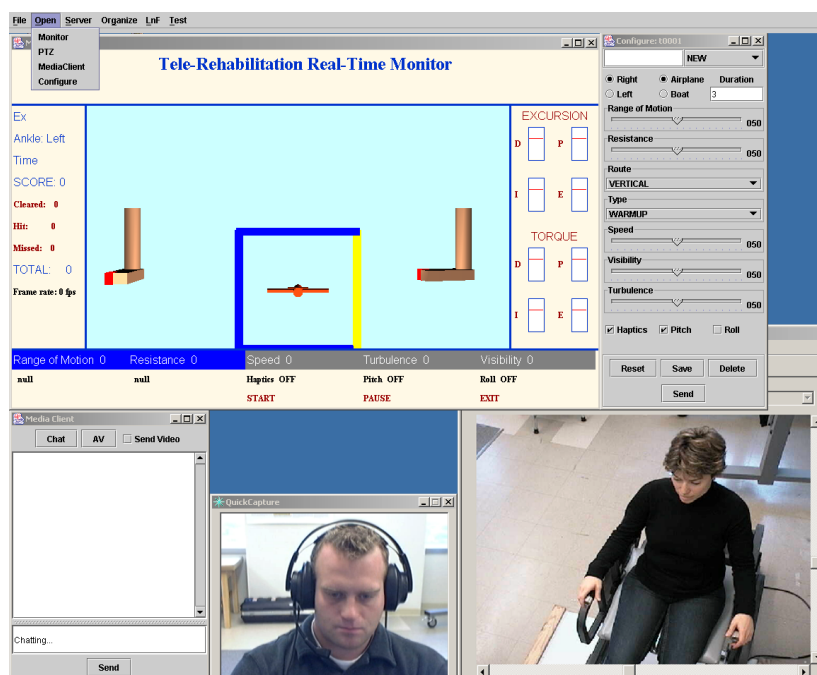 File Open Server Organize LnF Test
Monitor
PTZ
MediaClient
Configure
Tele-Rehabilitation Real-Time Monitor
Ex
Ankle: Left
Time
SCORE: 0
Cleared: 0
Hit: 0
Missed: 0
TOTAL: 0
Frame rate: 0 fps
EXCURSION
D P
I E
TORQUE
D P
I E
Range of Motion 0 Resistance 0 Speed 0 Turbulence 0 Visibility 0
null null Haptics OFF Pitch OFF Roll OFF
START PAUSE EXIT
Configure: t0001
NEW
Right Airplane Duration
Left Boat 3
Range of Motion
050
Resistance
050
Route
VERTICAL
Type
WARMUP
Speed
050
Visibility
050
Turbulence
050
Haptics Pitch Roll
Reset Save Delete
Send
Media Client
Chat AV Send Video
Chatting...
Send
QuickCapture